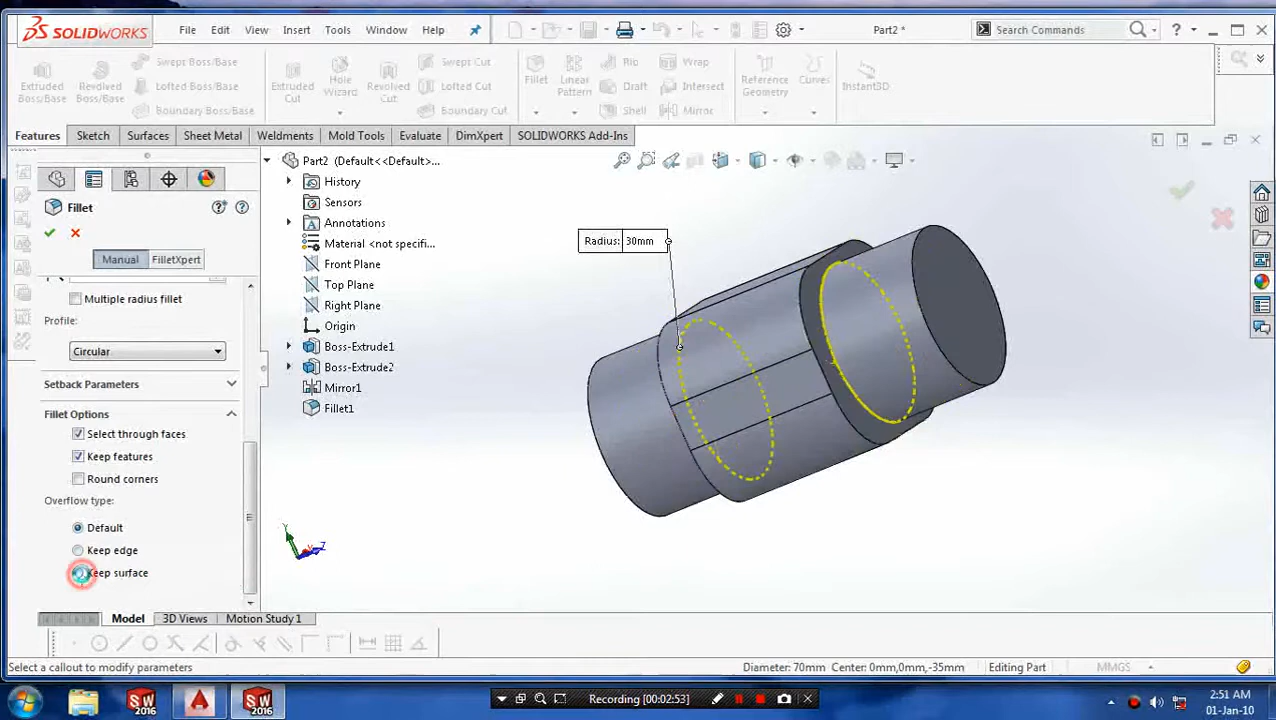 SOLIDWORKS
File Edit View Insert Tools Window Help
Part2 *
Search Commands
Extruded Boss/Base
Revolved Boss/Base
Swept Boss/Base
Lofted Boss/Base
Boundary Boss/Base
Extruded Cut
Hole Wizard
Revolved Cut
Swept Cut
Lofted Cut
Boundary Cut
Fillet
Linear Pattern
Rib
Draft
Shell
Wrap
Intersect
Mirror
Reference Geometry
Curves
Instant3D
Features Sketch Surfaces Sheet Metal Weldments Mold Tools Evaluate DimXpert SOLIDWORKS Add-Ins
Fillet
Manual FilletXpert
Multiple radius fillet
Profile:
Circular
Setback Parameters
Fillet Options
Select through faces
Keep features
Round corners
Overflow type:
Default
Keep edge
eep surface
Part2 (Default<<Default>...
History
Sensors
Annotations
Material <not specifi...
Front Plane
Top Plane
Right Plane
Origin
Boss-Extrude1
Boss-Extrude2
Mirror1
Fillet1
Radius: 30mm
Y
Z
Model 3D Views Motion Study 1
Select a callout to modify parameters
Diameter: 70mm Center: 0mm,0mm,-35mm
Editing Part
MMGS
SW 2016
SW 2016
Recording [00:02:53]
2:51 AM
01-Jan-10